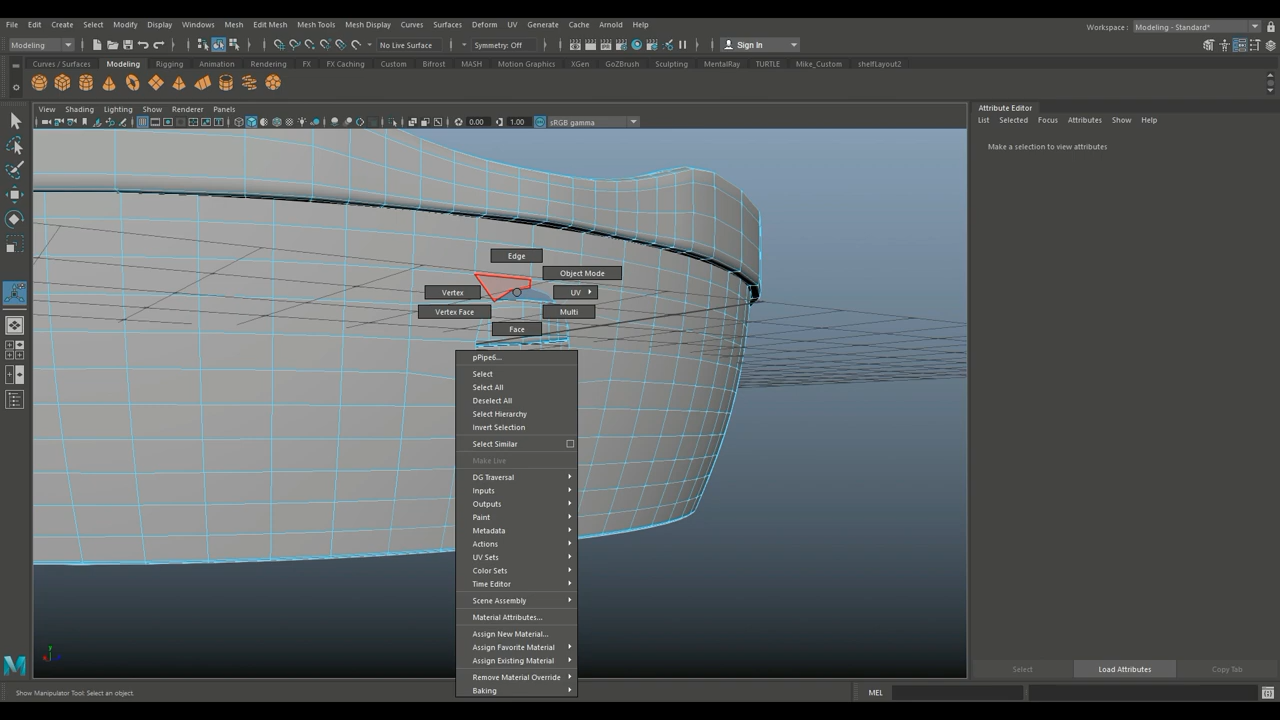 File Edit Create Select Modify Display Windows Mesh Edit Mesh Mesh Tools Mesh Display Curves Surfaces Deform UV Generate Cache Arnold Help
Workspace : Modeling - Standard*
Modeling No Live Surface Symmetry: Off Sign In
Curves / Surfaces Modeling Rigging Animation Rendering FX FX Caching Custom Bifrost MASH Motion Graphics XGen Go2Brush Sculpting MentalRay TURTLE Mike_Custom shelfLayout2
View Shading Lighting Show Renderer Panels
0.00 1.00 sRGB gamma
Attribute Editor
List Selected Focus Attributes Show Help
Make a selection to view attributes
Edge
Object Mode
Vertex UV
Vertex Face Multi
Face
pPipe6...
Select
Select All
Deselect All
Select Hierarchy
Invert Selection
Select Similar
Make Live
DG Traversal
Inputs
Outputs
Paint
Metadata
Actions
UV Sets
Color Sets
Time Editor
Scene Assembly
Material Attributes...
Assign New Material...
Assign Favorite Material
Assign Existing Material
Remove Material Override
Baking
y
Select Load Attributes Copy Tab
Show Manipulator Tool: Select an object.
MEL